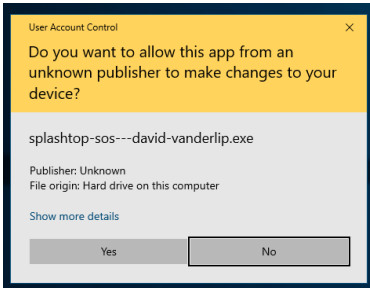 User Account Control
Do you want to allow this app from an
unknown publisher to make changes to your
device?
splashtop-sos---david-vanderlip.exe
Publisher: Unknown
File origin: Hard drive on this computer
Show more details
Yes
No